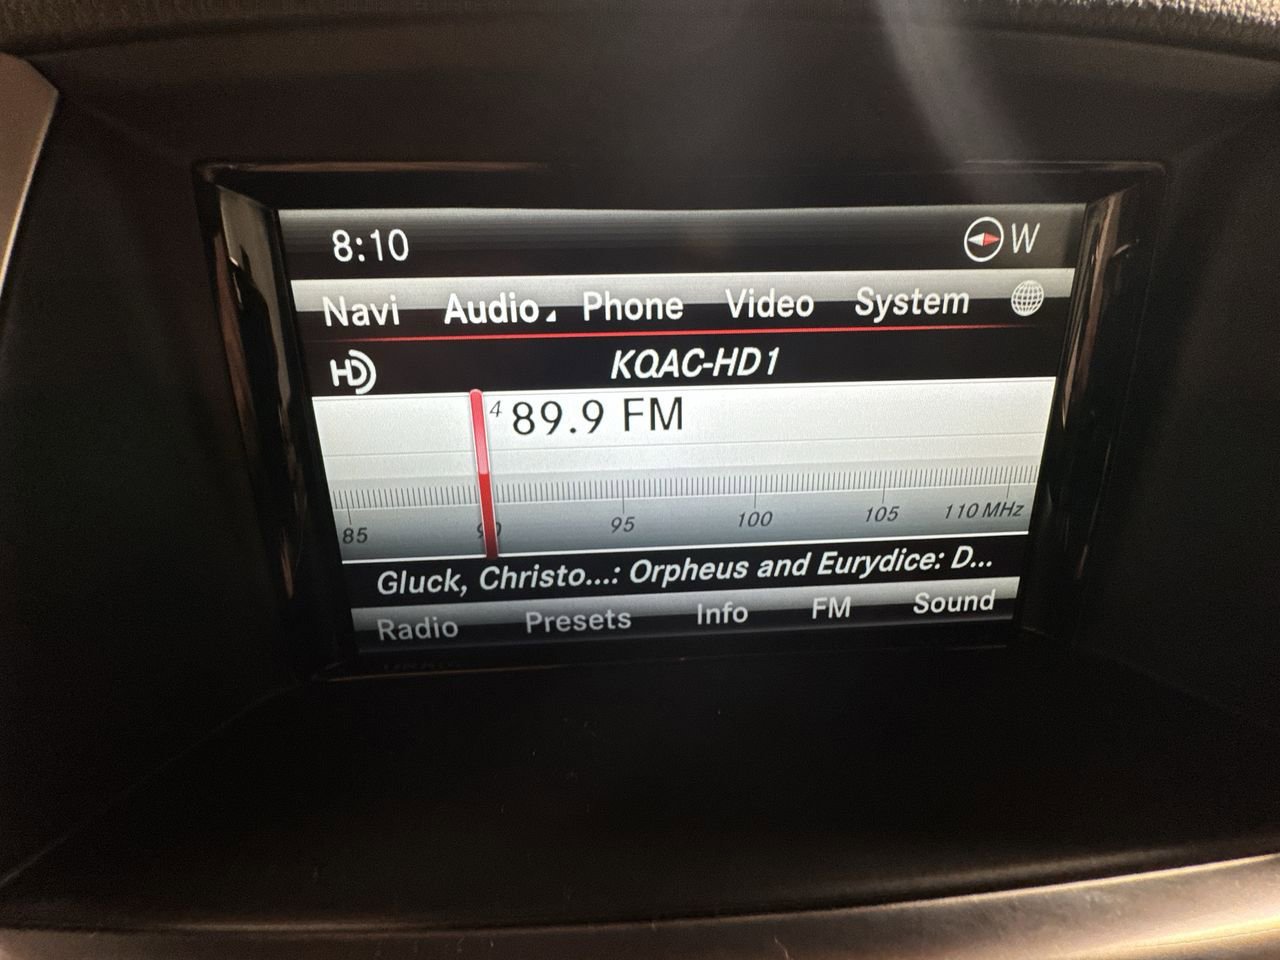 8:10 W
Navi Audio Phone Video System
HD KQAC-HD1
4 89.9 FM
85 90 95 100 105 110 MHz
Gluck, Christo...: Orpheus and Eurydice: D...
Radio Presets Info FM Sound